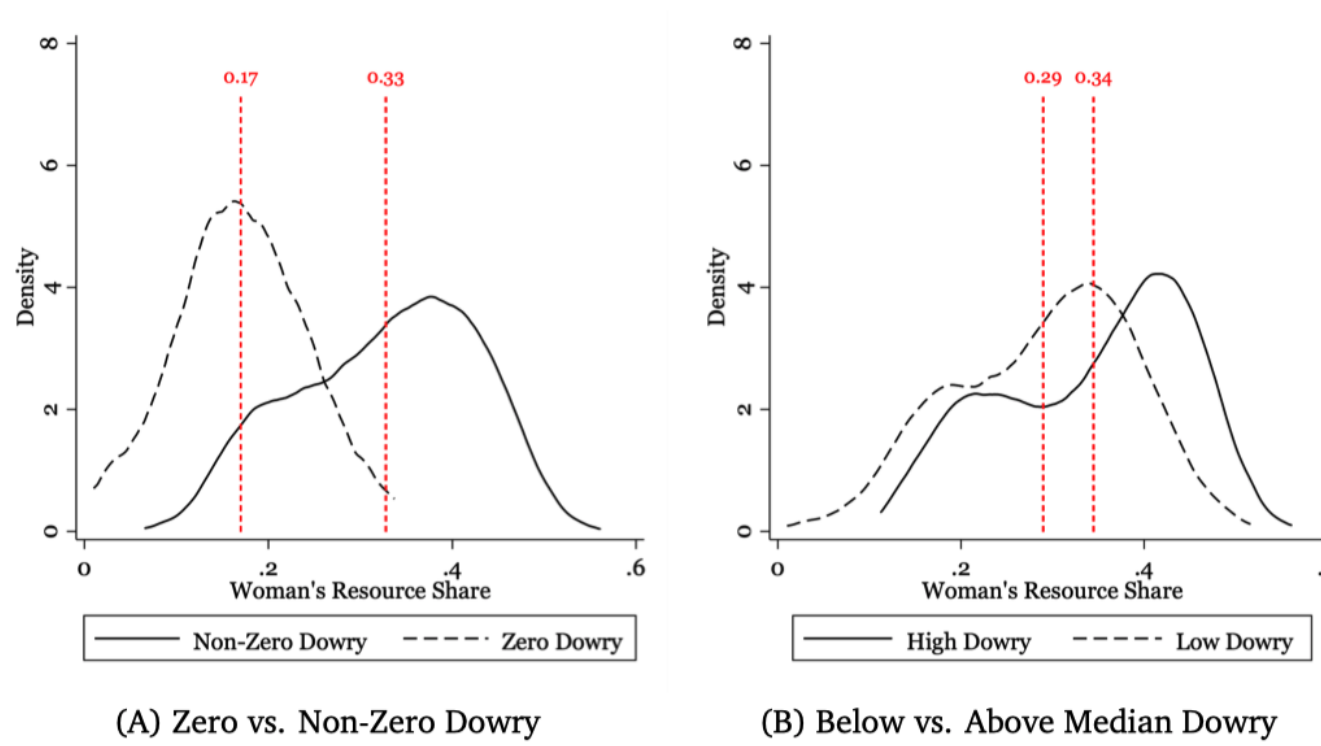 8
6
4
2
0
Density
0.17 0.33
0 .2 .4 .6
Woman's Resource Share
Non-Zero Dowry Zero Dowry
(A) Zero vs. Non-Zero Dowry
8
6
4
2
0
Density
0.29 0.34
0 .2 .4 .
Woman's Resource Share
High Dowry Low Dowry
(B) Below vs. Above Median Dowry